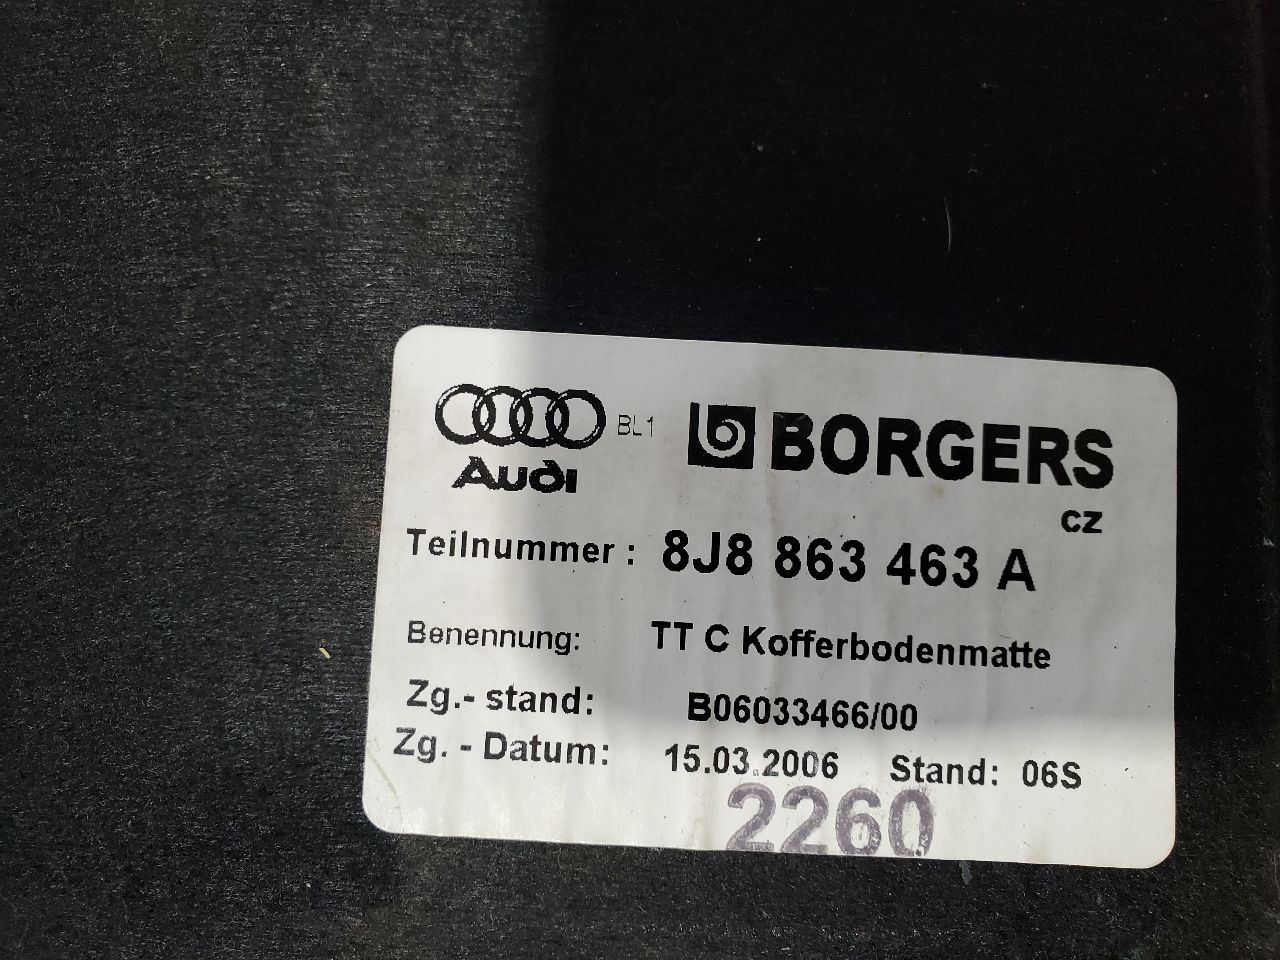 Audi BL1 BORGERS
CZ
Teilnummer : 8J8 863 463 A
Benennung: TT C Kofferbodenmatte
Zg.- stand: B06033466/00
Zg. - Datum: 15.03.2006 Stand: 06S
2260